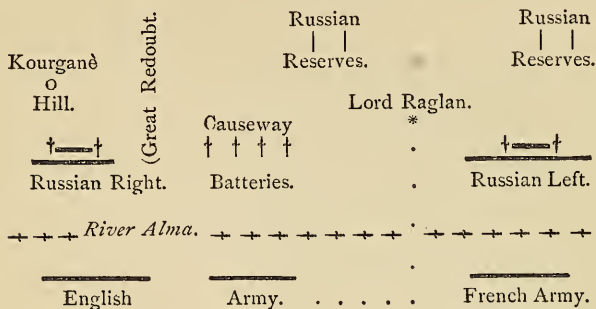 Russian Russian
Reserves. Reserves.
Kourganè
Hill.
(Great Redoubt.
Lord Raglan.
Causeway
Batteries.
Russian Right.
Russian Left.
River Alma.
English Army. French Army.